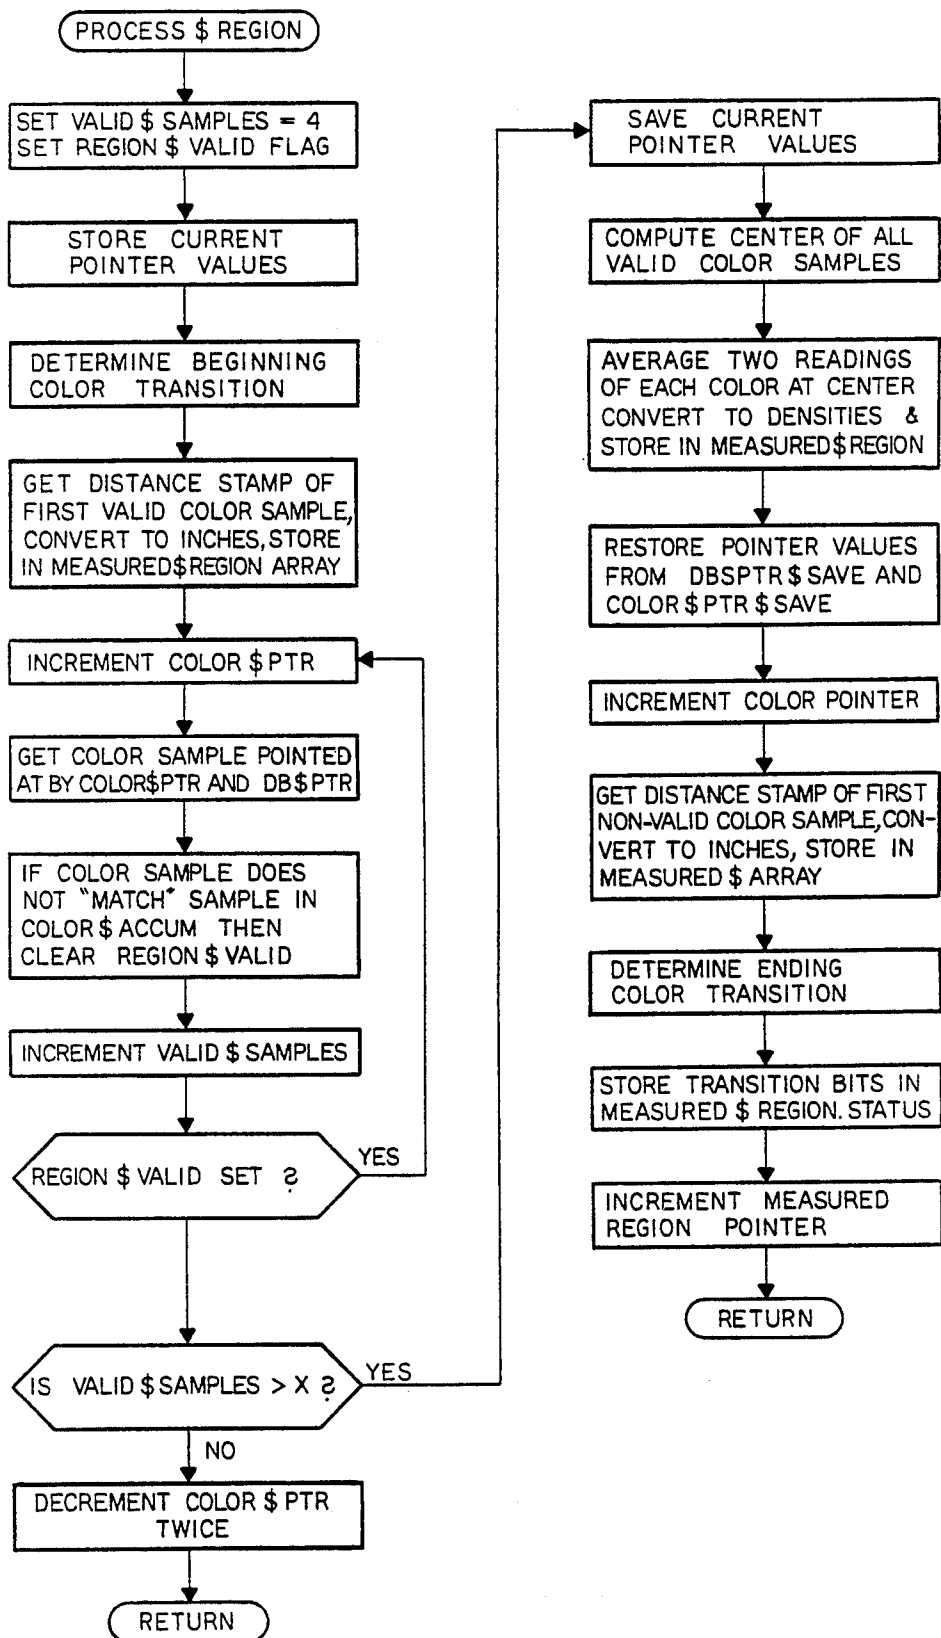 PROCESS $ REGION
SET VALID $ SAMPLES = 4
SET REGION $ VALID FLAG
STORE CURRENT
POINTER VALUES
DETERMINE BEGINNING
COLOR TRANSITION
GET DISTANCE STAMP OF
FIRST VALID COLOR SAMPLE,
CONVERT TO INCHES, STORE
IN MEASURED$REGION ARRAY
INCREMENT COLOR $ PTR
GET COLOR SAMPLE POINTED
AT BY COLOR$PTR AND DB$PTR
IF COLOR SAMPLE DOES
NOT "MATCH" SAMPLE IN
COLOR $ ACCUM THEN
CLEAR REGION $ VALID
INCREMENT VALID $ SAMPLES
REGION $ VALID SET ?
YES
IS VALID $ SAMPLES > X ?
YES
NO
DECREMENT COLOR $ PTR
TWICE
RETURN
SAVE CURRENT
POINTER VALUES
COMPUTE CENTER OF ALL
VALID COLOR SAMPLES
AVERAGE TWO READINGS
OF EACH COLOR AT CENTER
CONVERT TO DENSITIES &
STORE IN MEASURED$REGION
RESTORE POINTER VALUES
FROM DBSPTR $ SAVE AND
COLOR $ PTR $ SAVE
INCREMENT COLOR POINTER
GET DISTANCE STAMP OF FIRST
NON-VALID COLOR SAMPLE, CON-
VERT TO INCHES, STORE IN
MEASURED $ ARRAY
DETERMINE ENDING
COLOR TRANSITION
STORE TRANSITION BITS IN
MEASURED $ REGION. STATUS
INCREMENT MEASURED
REGION POINTER
RETURN